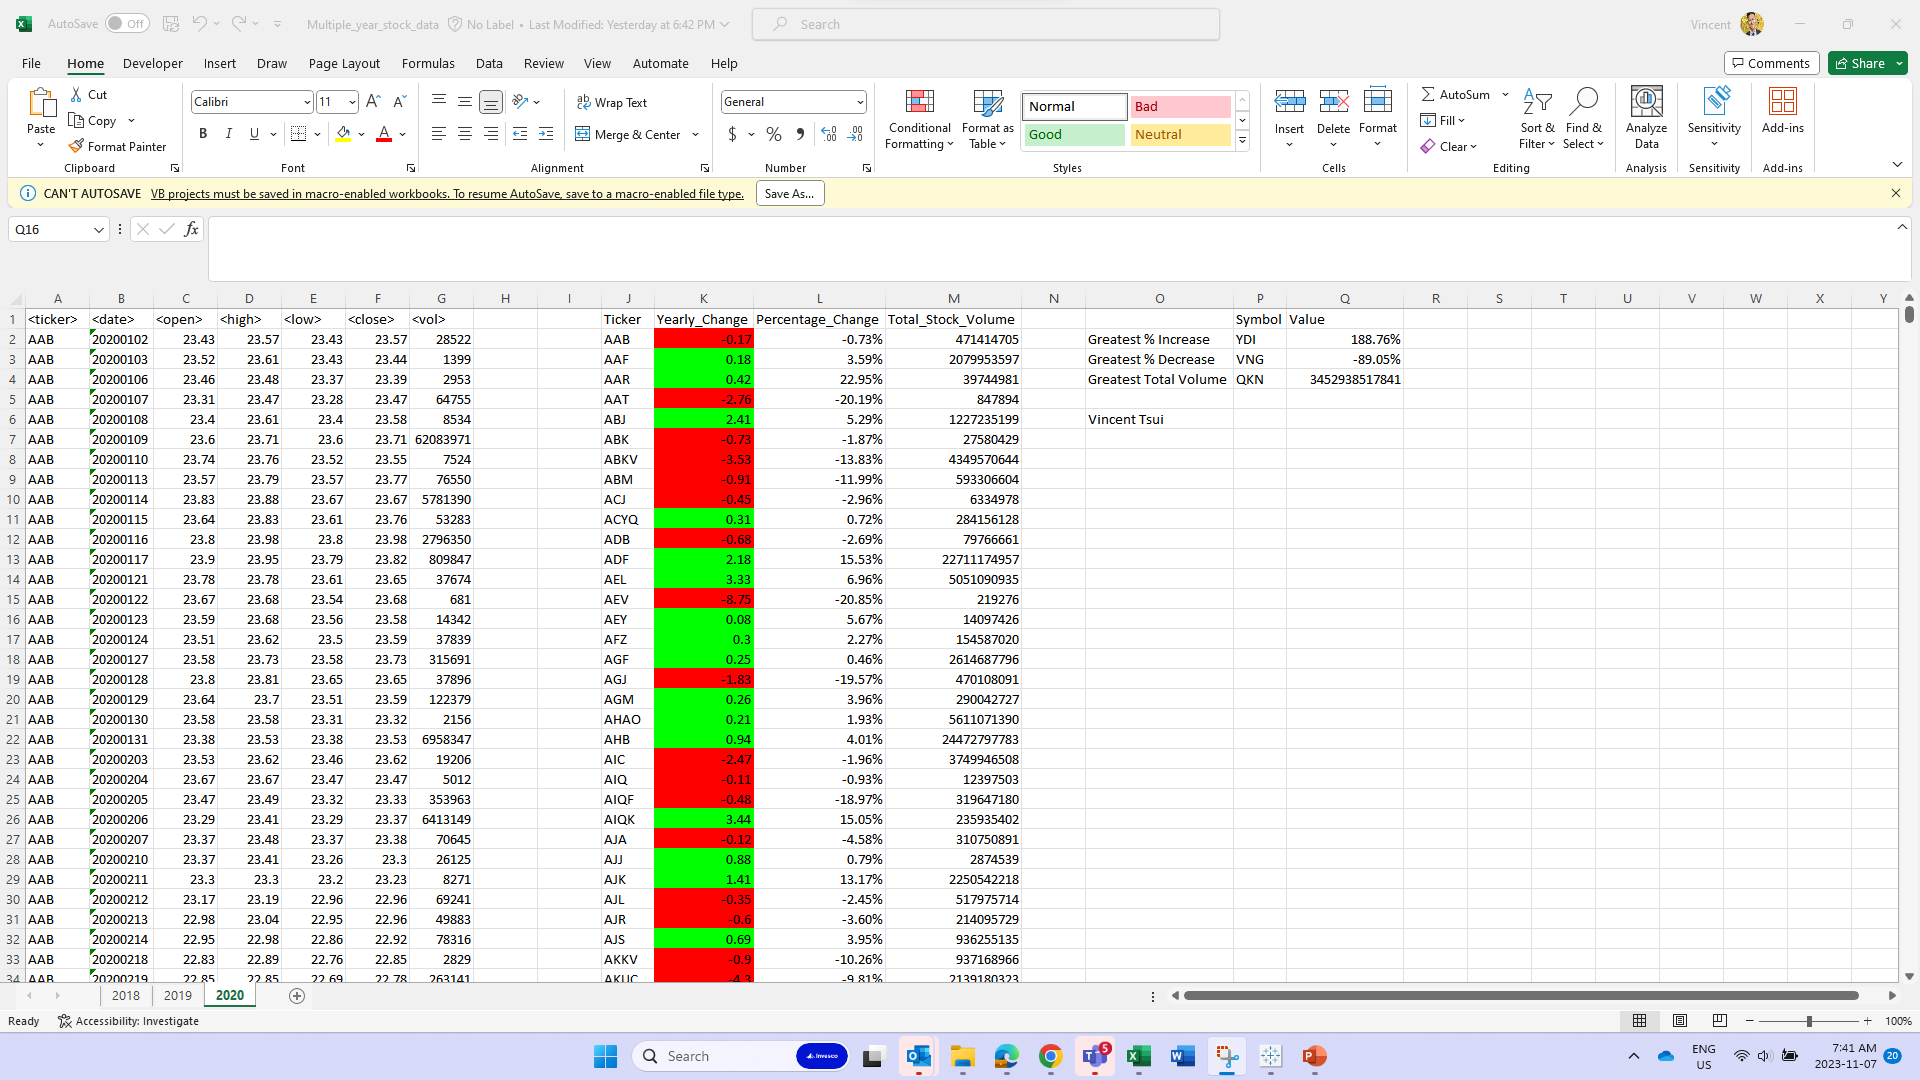 AutoSave Off Multiple_year_stock_data No Label • Last Modified: Yesterday at 6:42 PM Search Vincent
File Home Developer Insert Draw Page Layout Formulas Data Review View Automate Help Comments Share
Paste Cut Copy Format Painter Clipboard
Calibri 11 B I U A Font
Wrap Text Merge & Center Alignment
General $ % , Number
Conditional Formatting Format as Table Normal Bad Good Neutral Styles
Insert Delete Format Cells
AutoSum Fill Clear Sort & Filter Find & Select Editing
Analyze Data Analysis
Sensitivity Sensitivity
Add-ins Add-ins
CAN'T AUTOSAVE VB projects must be saved in macro-enabled workbooks. To resume AutoSave, save to a macro-enabled file type. Save As...
Q16 fx
A B C D E F G H I J K L M N O P Q R S T U V W X Y
1 <ticker> <date> <open> <high> <low> <close> <vol> Ticker Yearly_Change Percentage_Change Total_Stock_Volume Symbol Value
2 AAB 20200102 23.43 23.57 23.43 23.57 28522 AAB -0.17 -0.73% 471414705 Greatest % Increase YDI 188.76%
3 AAB 20200103 23.52 23.61 23.43 23.44 1399 AAF 0.18 3.59% 2079953597 Greatest % Decrease VNG -89.05%
4 AAB 20200106 23.46 23.48 23.37 23.39 2953 AAR 0.42 22.95% 39744981 Greatest Total Volume QKN 3452938517841
5 AAB 20200107 23.31 23.47 23.28 23.47 64755 AAT -2.76 -20.19% 847894
6 AAB 20200108 23.4 23.61 23.4 23.58 8534 ABJ 2.41 5.29% 1227235199 Vincent Tsui
7 AAB 20200109 23.6 23.71 23.6 23.71 62083971 ABK -0.73 -1.87% 27580429
8 AAB 20200110 23.74 23.76 23.52 23.55 7524 ABKV -3.53 -13.83% 4349570644
9 AAB 20200113 23.57 23.79 23.57 23.77 76550 ABM -0.91 -11.99% 593306604
10 AAB 20200114 23.83 23.88 23.67 23.67 5781390 ACJ -0.45 -2.96% 6334978
11 AAB 20200115 23.64 23.83 23.61 23.76 53283 ACYQ 0.31 0.72% 284156128
12 AAB 20200116 23.8 23.98 23.8 23.98 2796350 ADB -0.68 -2.69% 79766661
13 AAB 20200117 23.9 23.95 23.79 23.82 809847 ADF 2.18 15.53% 22711174957
14 AAB 20200121 23.78 23.78 23.61 23.65 37674 AEL 3.33 6.96% 5051090935
15 AAB 20200122 23.67 23.68 23.54 23.68 681 AEV -8.75 -20.85% 219276
16 AAB 20200123 23.59 23.68 23.56 23.58 14342 AEY 0.08 5.67% 14097426
17 AAB 20200124 23.51 23.62 23.5 23.59 37839 AFZ 0.3 2.27% 154587020
18 AAB 20200127 23.58 23.73 23.58 23.73 315691 AGF 0.25 0.46% 2614687796
19 AAB 20200128 23.8 23.81 23.65 23.65 37896 AGJ -1.83 -19.57% 470108091
20 AAB 20200129 23.64 23.7 23.51 23.59 122379 AGM 0.26 3.96% 290042727
21 AAB 20200130 23.58 23.58 23.31 23.32 2156 AHAO 0.21 1.93% 5611071390
22 AAB 20200131 23.38 23.53 23.38 23.53 6958347 AHB 0.94 4.01% 24472797783
23 AAB 20200203 23.53 23.62 23.46 23.62 19206 AIC -2.47 -1.96% 3749946508
24 AAB 20200204 23.67 23.67 23.47 23.47 5012 AIQ -0.11 -0.93% 12397503
25 AAB 20200205 23.47 23.49 23.32 23.33 353963 AIQF -0.48 -18.97% 319647180
26 AAB 20200206 23.29 23.41 23.29 23.37 6413149 AIQK 3.44 15.05% 235935402
27 AAB 20200207 23.37 23.48 23.37 23.38 70645 AJA -0.12 -4.58% 310750891
28 AAB 20200210 23.37 23.41 23.26 23.3 26125 AJJ 0.88 0.79% 2874539
29 AAB 20200211 23.3 23.3 23.2 23.23 8271 AJK 1.41 13.17% 2250542218
30 AAB 20200212 23.17 23.19 22.96 22.96 69241 AJL -0.35 -2.45% 517975714
31 AAB 20200213 22.98 23.04 22.95 22.96 49883 AJR -0.6 -3.60% 214095729
32 AAB 20200214 22.95 22.98 22.86 22.92 78316 AJS 0.69 3.95% 936255135
33 AAB 20200218 22.83 22.89 22.76 22.85 2829 AKKV -0.9 -10.26% 937168966
34 AAB 20200219 22.85 22.85 22.69 22.78 263141 AKUC -4.3 -9.81% 2139180323
2018 2019 2020
Ready Accessibility: Investigate 100%
Search Invesco 5 ENG US 7:41 AM 2023-11-07 20